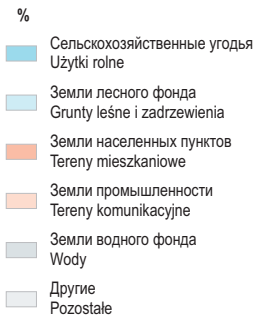 %
Сельскохозяйственные угодья
Użytki rolne
Земли лесного фонда
Grunty leśne i zadrzewienia
Земли населенных пунктов
Tereny mieszkaniowe
Земли промышленности
Tereny komunikacyjne
Земли водного фонда
Wody
Другие
Pozostałe